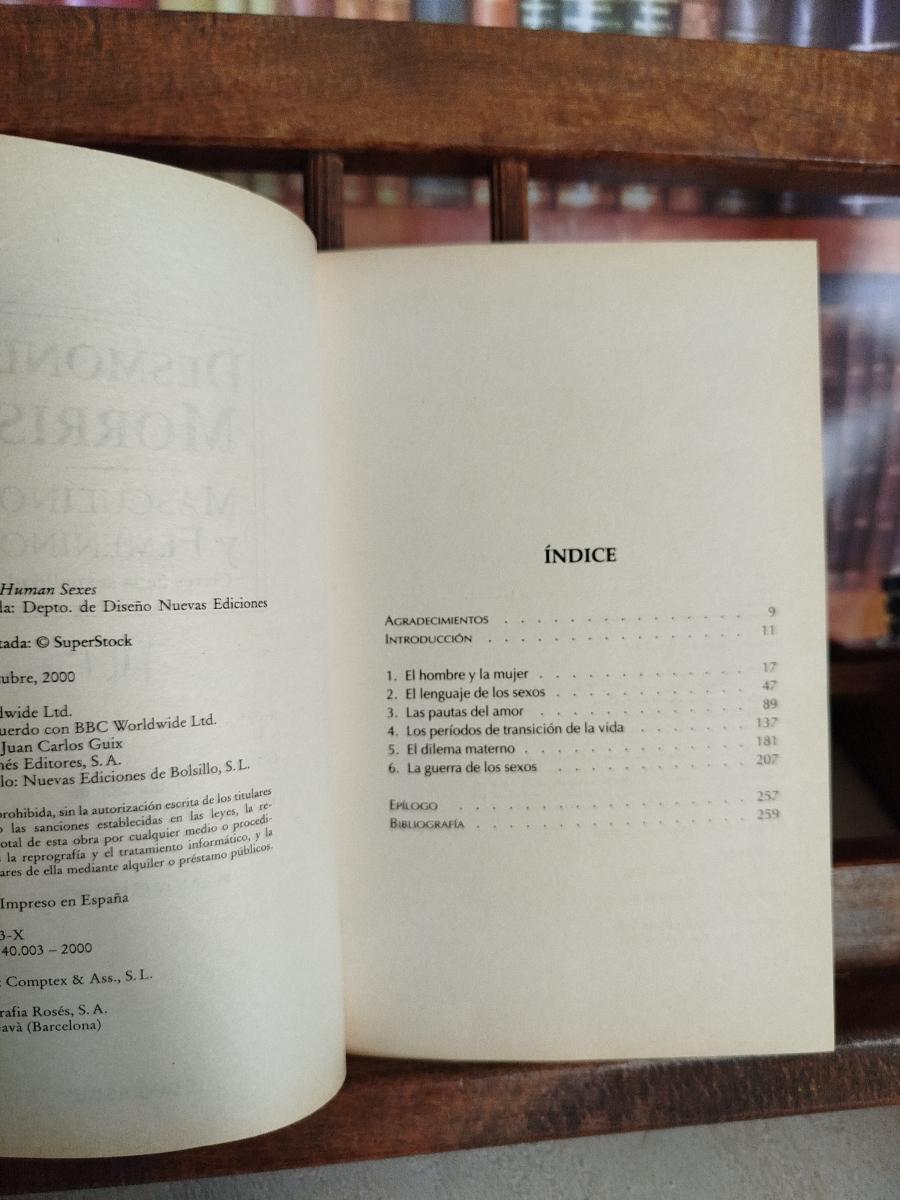 DESMOND
MORRIS
MASCULINO
Y FEMENINO
Human Sexes
da: Depto. de Diseño Nuevas Ediciones
tada: © SuperStock
ubre, 2000
dwide Ltd.
uerdo con BBC Worldwide Ltd.
Juan Carlos Guix
nés Editores, S. A.
lo: Nuevas Ediciones de Bolsillo, S. L.
prohibida, sin la autorización escrita de los titulares
o las sanciones establecidas en las leyes, la re-
otal de esta obra por cualquier medio o procedi-
s la reprografía y el tratamiento informático, y la
ares de ella mediante alquiler o préstamo públicos.
Impreso en España
3-X
40.003 – 2000
: Comptex & Ass., S. L.
rafia Rosés, S. A.
avà (Barcelona)
ÍNDICE
AGRADECIMIENTOS . . . . . . . . . . . . . . . 9
INTRODUCCIÓN . . . . . . . . . . . . . . . . 11
1. El hombre y la mujer . . . . . . . . . . . . 17
2. El lenguaje de los sexos . . . . . . . . . . . 47
3. Las pautas del amor . . . . . . . . . . . . 89
4. Los períodos de transición de la vida . . . . . . 137
5. El dilema materno . . . . . . . . . . . . . 181
6. La guerra de los sexos . . . . . . . . . . . 207
EPÍLOGO . . . . . . . . . . . . . . . . . . 257
BIBLIOGRAFÍA . . . . . . . . . . . . . . . . 259